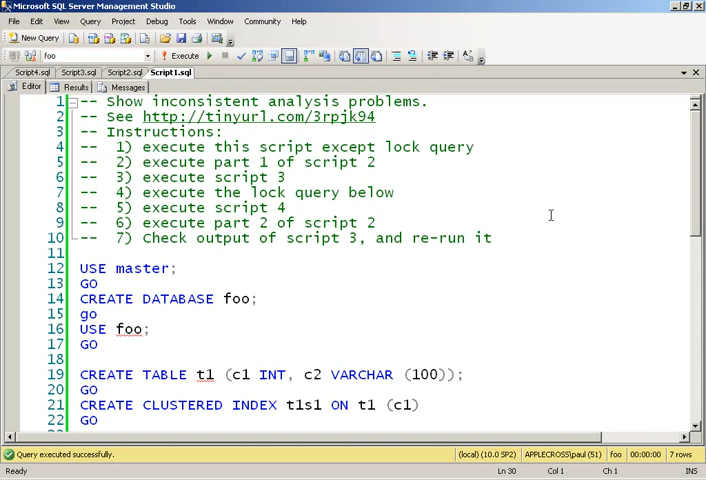 Microsoft SQL Server Management Studio
File Edit View Query Project Debug Tools Window Community Help
New Query
foo Execute
Script4.sql Script3.sql Script2.sql Script1.sql
Editor Results Messages
1 -- Show inconsistent analysis problems.
2 -- See http://tinyurl.com/3rpjk94
3 -- Instructions:
4 -- 1) execute this script except lock query
5 -- 2) execute part 1 of script 2
6 -- 3) execute script 3
7 -- 4) execute the lock query below
8 -- 5) execute script 4
9 -- 6) execute part 2 of script 2
10 -- 7) Check output of script 3, and re-run it
11
12 USE master;
13 GO
14 CREATE DATABASE foo;
15 go
16 USE foo;
17 GO
18
19 CREATE TABLE t1 (c1 INT, c2 VARCHAR (100));
20 GO
21 CREATE CLUSTERED INDEX t1s1 ON t1 (c1)
22 GO
Query executed successfully. (local) (10.0 SP2) APPLECROSS\paul (51) foo 00:00:00 7 rows
Ready Ln 30 Col 1 Ch 1 INS